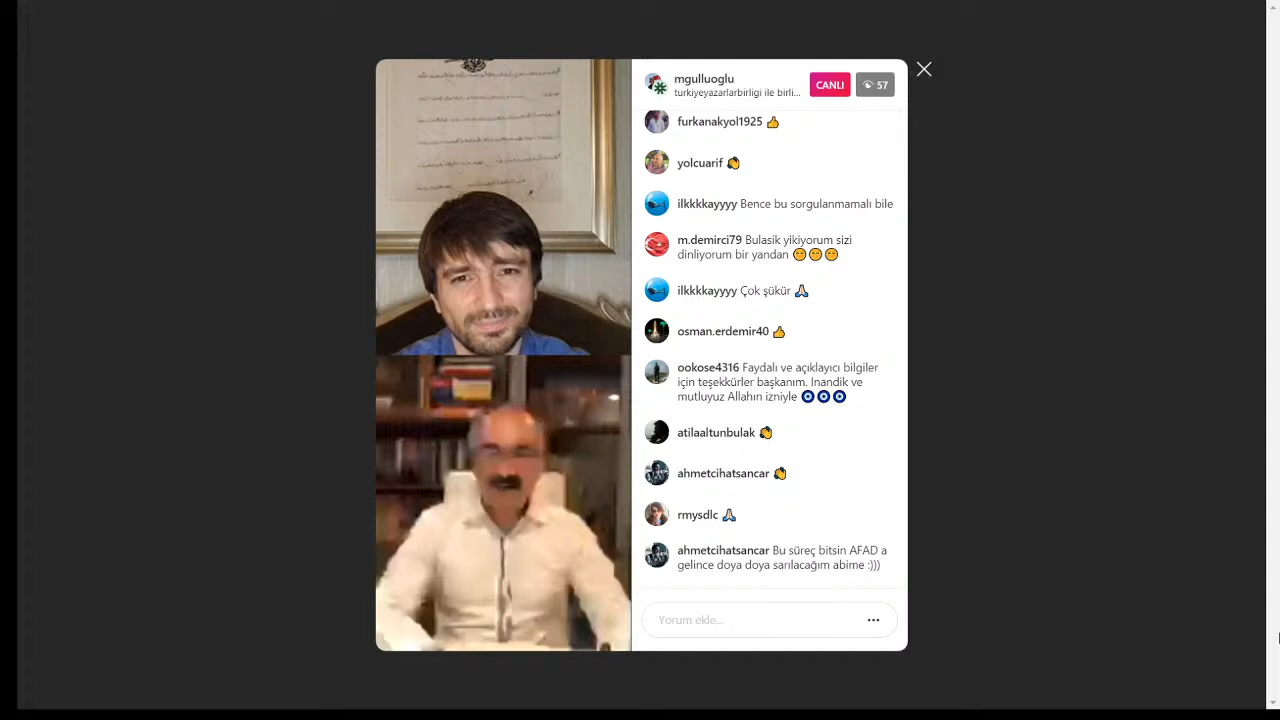 mgulluoglu
turkiyeyazarlarbirligi ile birli...
CANLI
57
furkanakyol1925 👍
yolcuarif 👏
ilkkkkayyyy Bence bu sorgulanmamalı bile
m.demirci79 Bulasik yikiyorum sizi
dinliyorum bir yandan 😁😁😁
ilkkkkayyyy Çok şükür 🙏🏻
osman.erdemir40 👍
ookose4316 Faydalı ve açıklayıcı bilgiler
için teşekkürler başkanım. Inandik ve
mutluyuz Allahın izniyle 🧿🧿🧿
atilaaltunbulak 👏
ahmetcihatsancar 👏
rmysdlc 🙏🏻
ahmetcihatsancar Bu süreç bitsin AFAD a
gelince doya doya sarılacağım abime :)))
Yorum ekle...